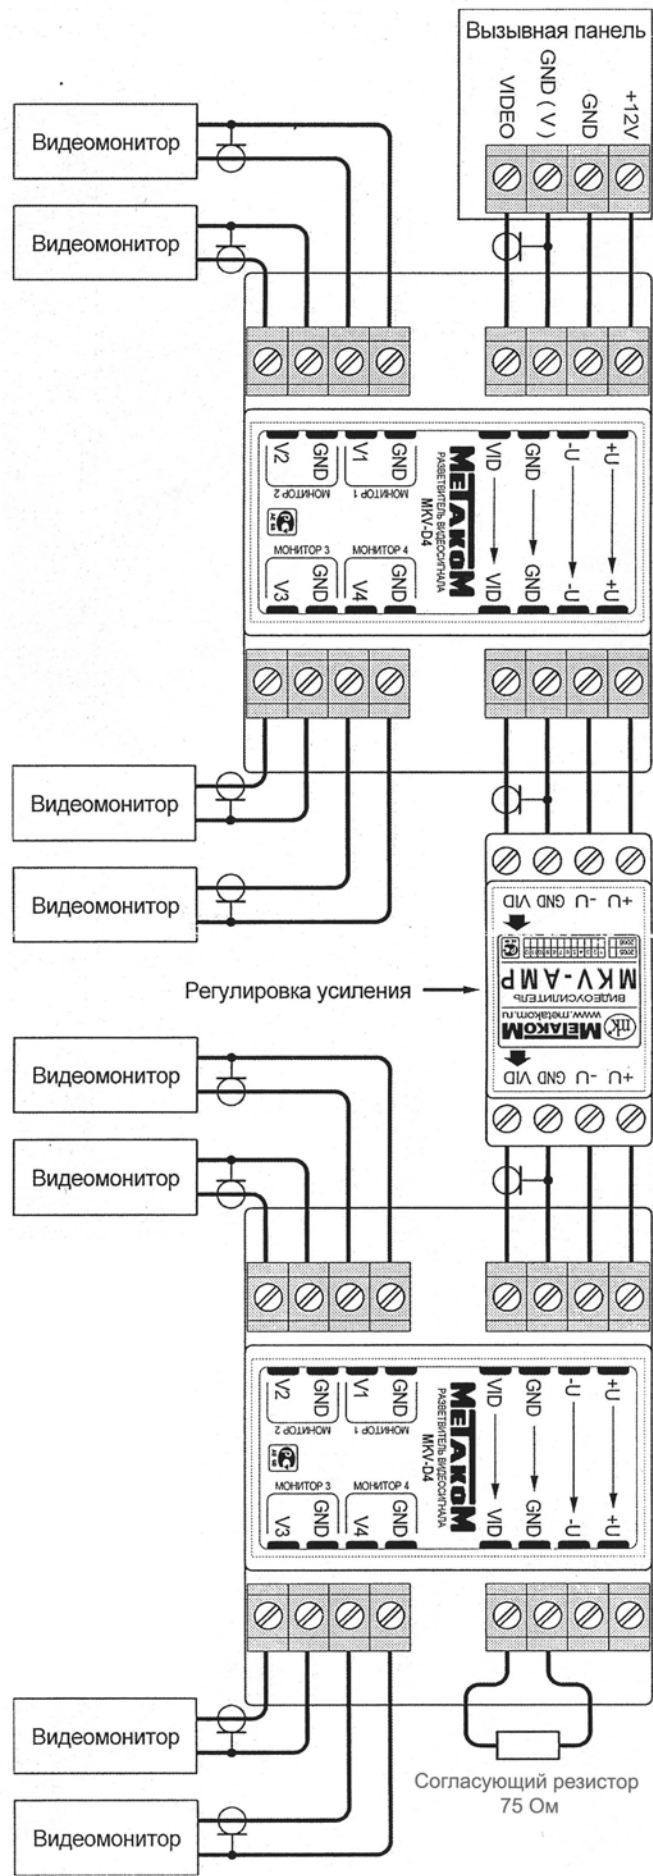 Вызывная панель
VIDEO
GND ( V )
GND
+12V
Видеомонитор
Видеомонитор
V2 GND V1 GND VID GND -U +U
МОНИТОР 2 МОНИТОР 1
МЕТАКОМ
РАЗВЕТВИТЕЛЬ ВИДЕОСИГНАЛА
MKV-D4
МОНИТОР 3 МОНИТОР 4
V3 GND V4 GND VID GND -U +U
Видеомонитор
Видеомонитор
+U -U GND VID
2005
2006
MKV-AMP
ВИДЕОУСИЛИТЕЛЬ
www.metakom.ru
МЕТАКОМ
+U -U GND VID
Регулировка усиления
Видеомонитор
Видеомонитор
V2 GND V1 GND VID GND -U +U
МОНИТОР 2 МОНИТОР 1
МЕТАКОМ
РАЗВЕТВИТЕЛЬ ВИДЕОСИГНАЛА
MKV-D4
МОНИТОР 3 МОНИТОР 4
V3 GND V4 GND VID GND -U +U
Видеомонитор
Видеомонитор
Согласующий резистор
75 Ом